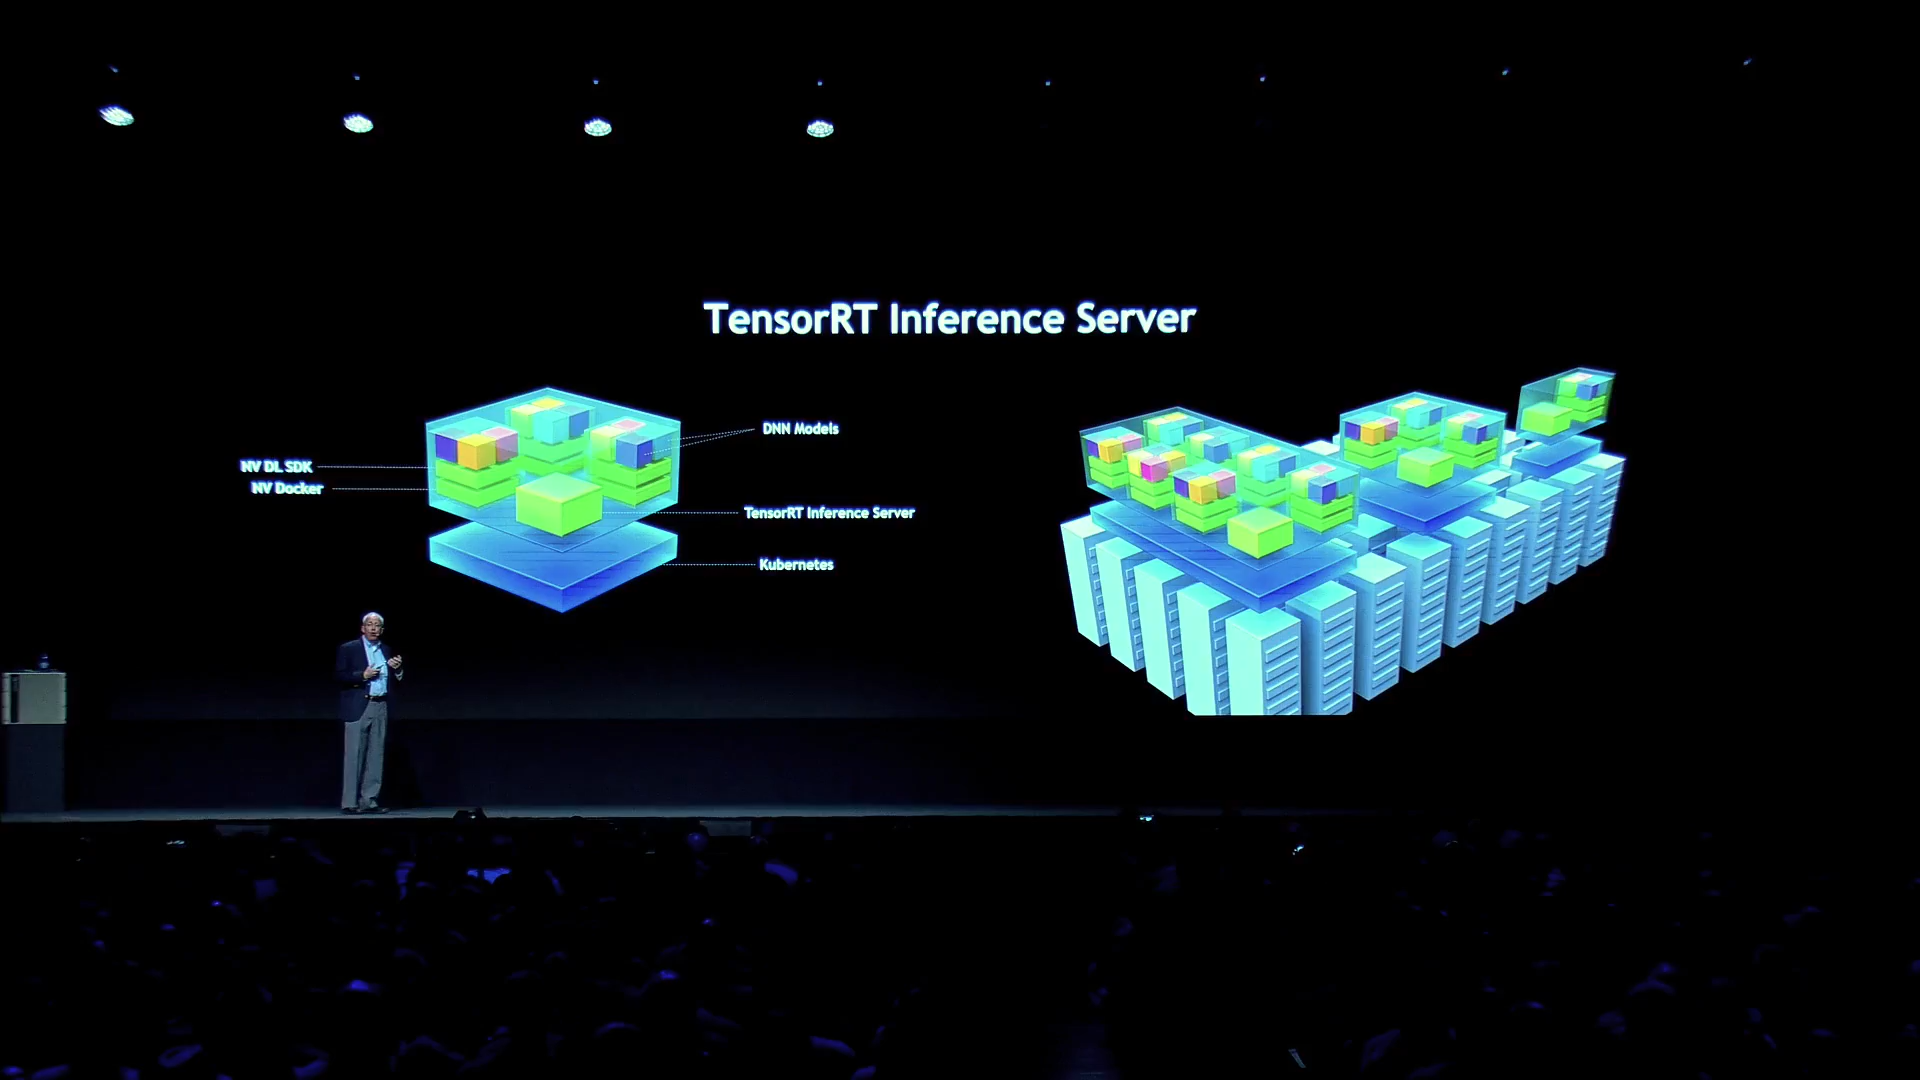 TensorRT Inference Server
DNN Models
NV DL SDK
NV Docker
TensorRT Inference Server
Kubernetes